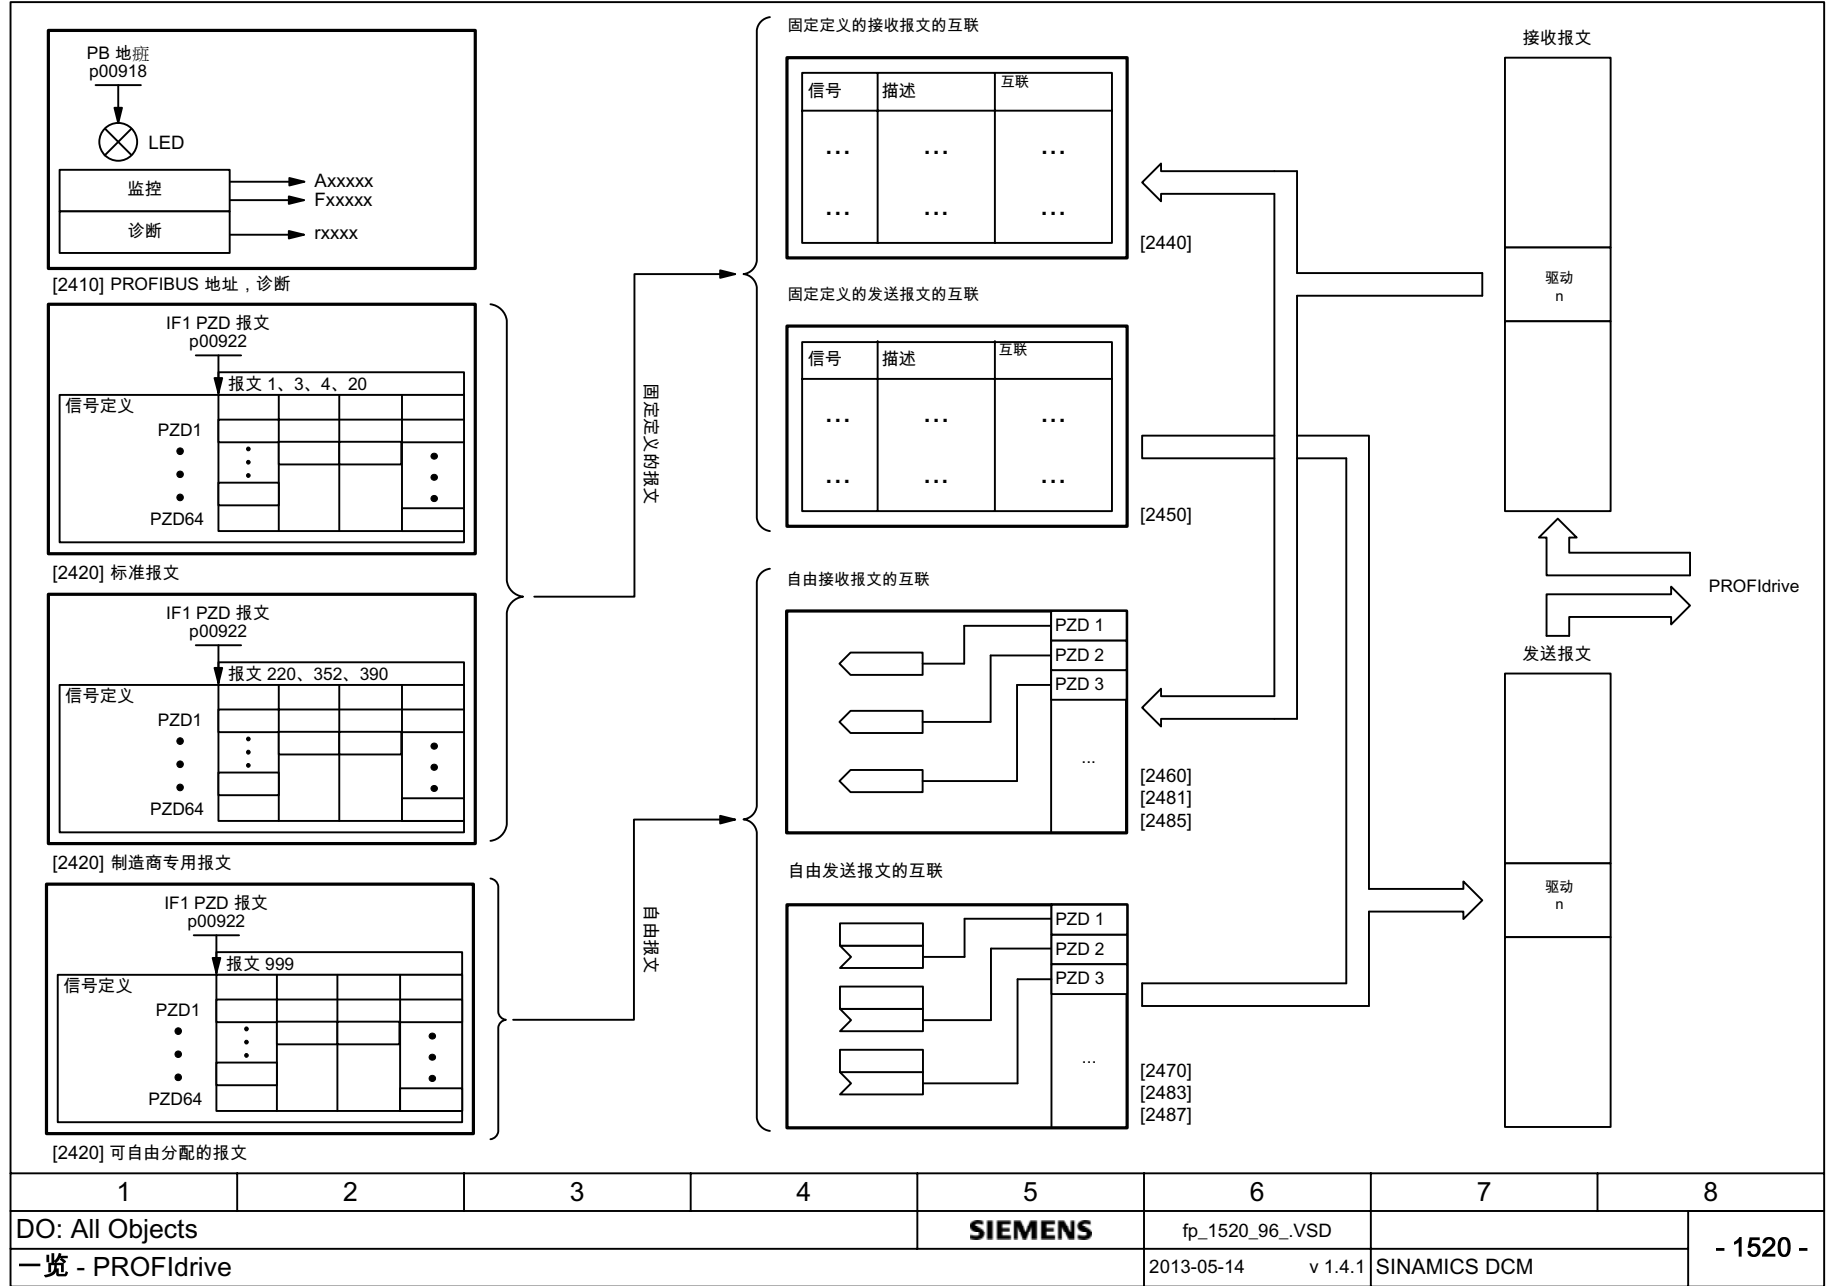 PB 地癍
p00918
LED
监控
Axxxxx
Fxxxxx
诊断
rxxxx
[2410] PROFIBUS 地址 , 诊断
IF1 PZD 报文
p00922
报文 1、3、4、20
信号定义
PZD1
PZD64
[2420] 标准报文
IF1 PZD 报文
p00922
报文 220、352、390
信号定义
PZD1
PZD64
[2420] 制造商专用报文
IF1 PZD 报文
p00922
报文 999
信号定义
PZD1
PZD64
[2420] 可自由分配的报文
固定定义的报文
自由报文
固定定义的接收报文的互联
信号 描述 互联
... ... ...
... ... ...
[2440]
固定定义的发送报文的互联
信号 描述 互联
... ... ...
... ... ...
[2450]
自由接收报文的互联
PZD 1
PZD 2
PZD 3
...
[2460]
[2481]
[2485]
自由发送报文的互联
PZD 1
PZD 2
PZD 3
...
[2470]
[2483]
[2487]
接收报文
驱动
n
PROFIdrive
发送报文
驱动
n
1 2 3 4 5 6 7 8
DO: All Objects
SIEMENS
fp_1520_96_.VSD
- 1520 -
一览 - PROFIdrive
2013-05-14 v 1.4.1
SINAMICS DCM